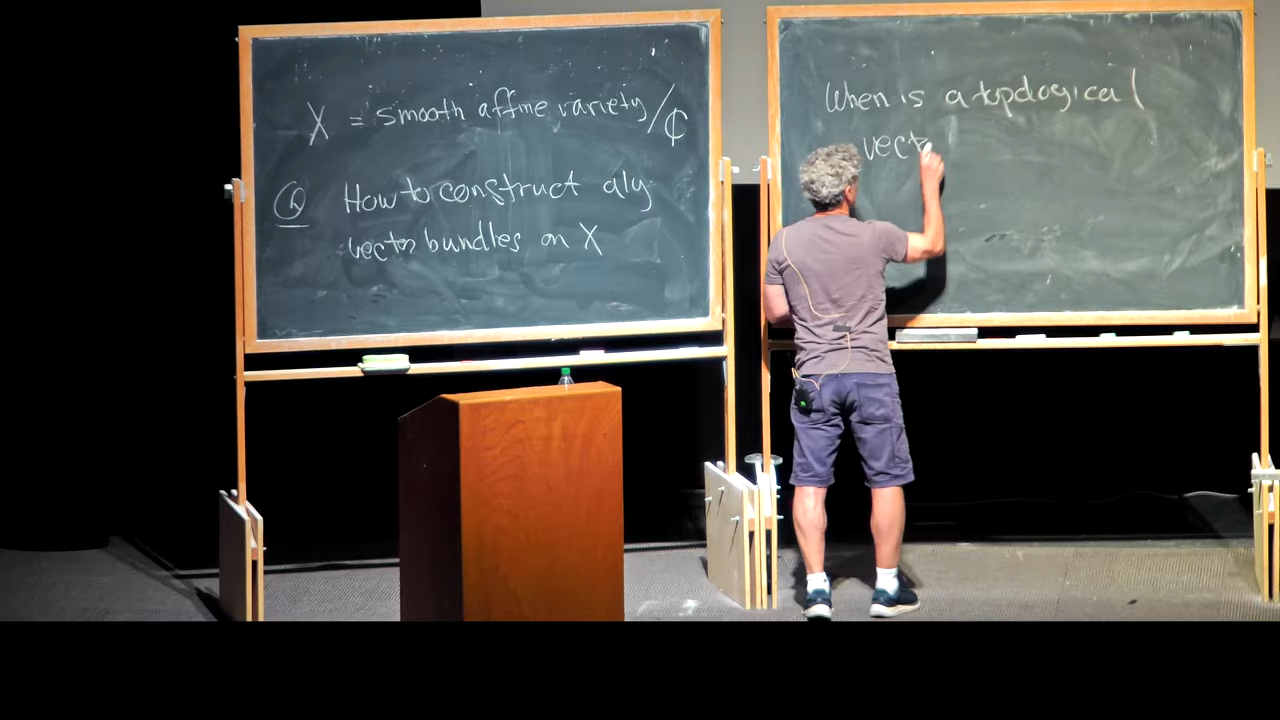 X = smooth affine variety/ℂ
Q How to construct alg.
vector bundles on X
When is a topological
vect